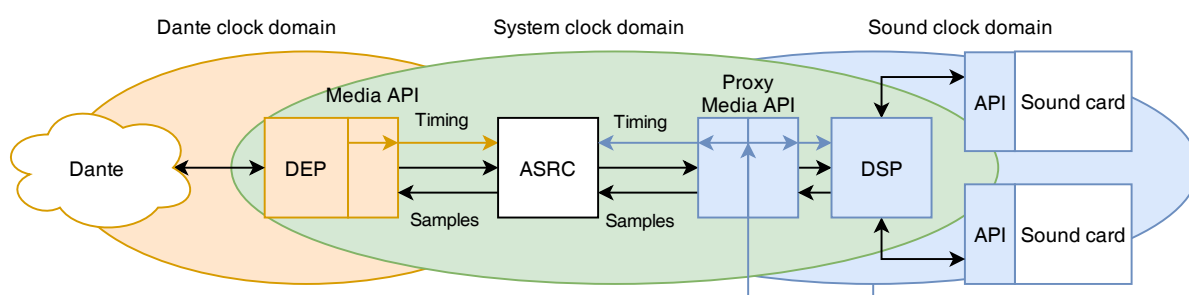 Dante clock domain
System clock domain
Sound clock domain
Media API
Proxy
Media API
Timing
Timing
API
Sound card
Dante
DEP
ASRC
DSP
Samples
Samples
API
Sound card